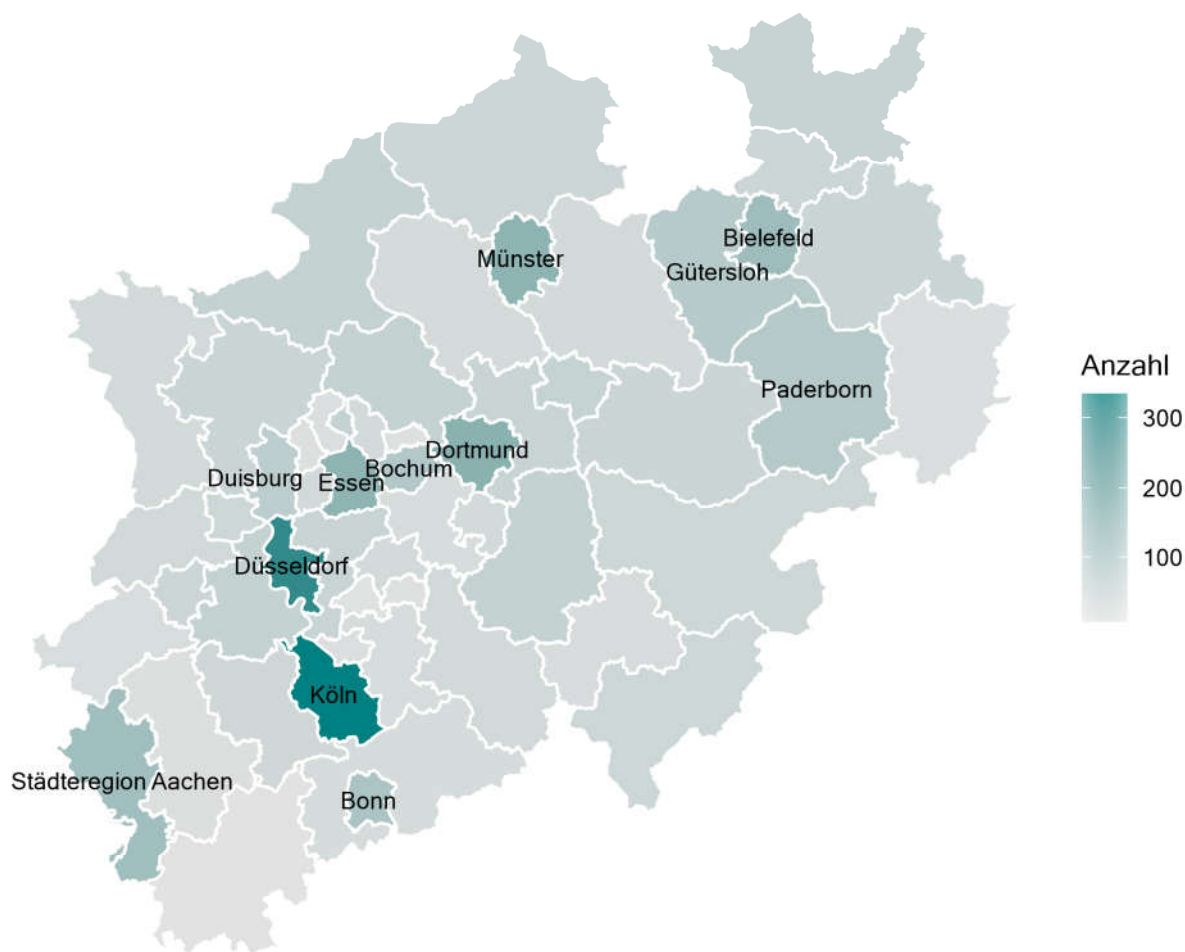 Münster
Bielefeld
Gütersloh
Paderborn
Dortmund
Bochum
Essen
Duisburg
Düsseldorf
Köln
Städteregion Aachen
Bonn
Anzahl
300
200
100